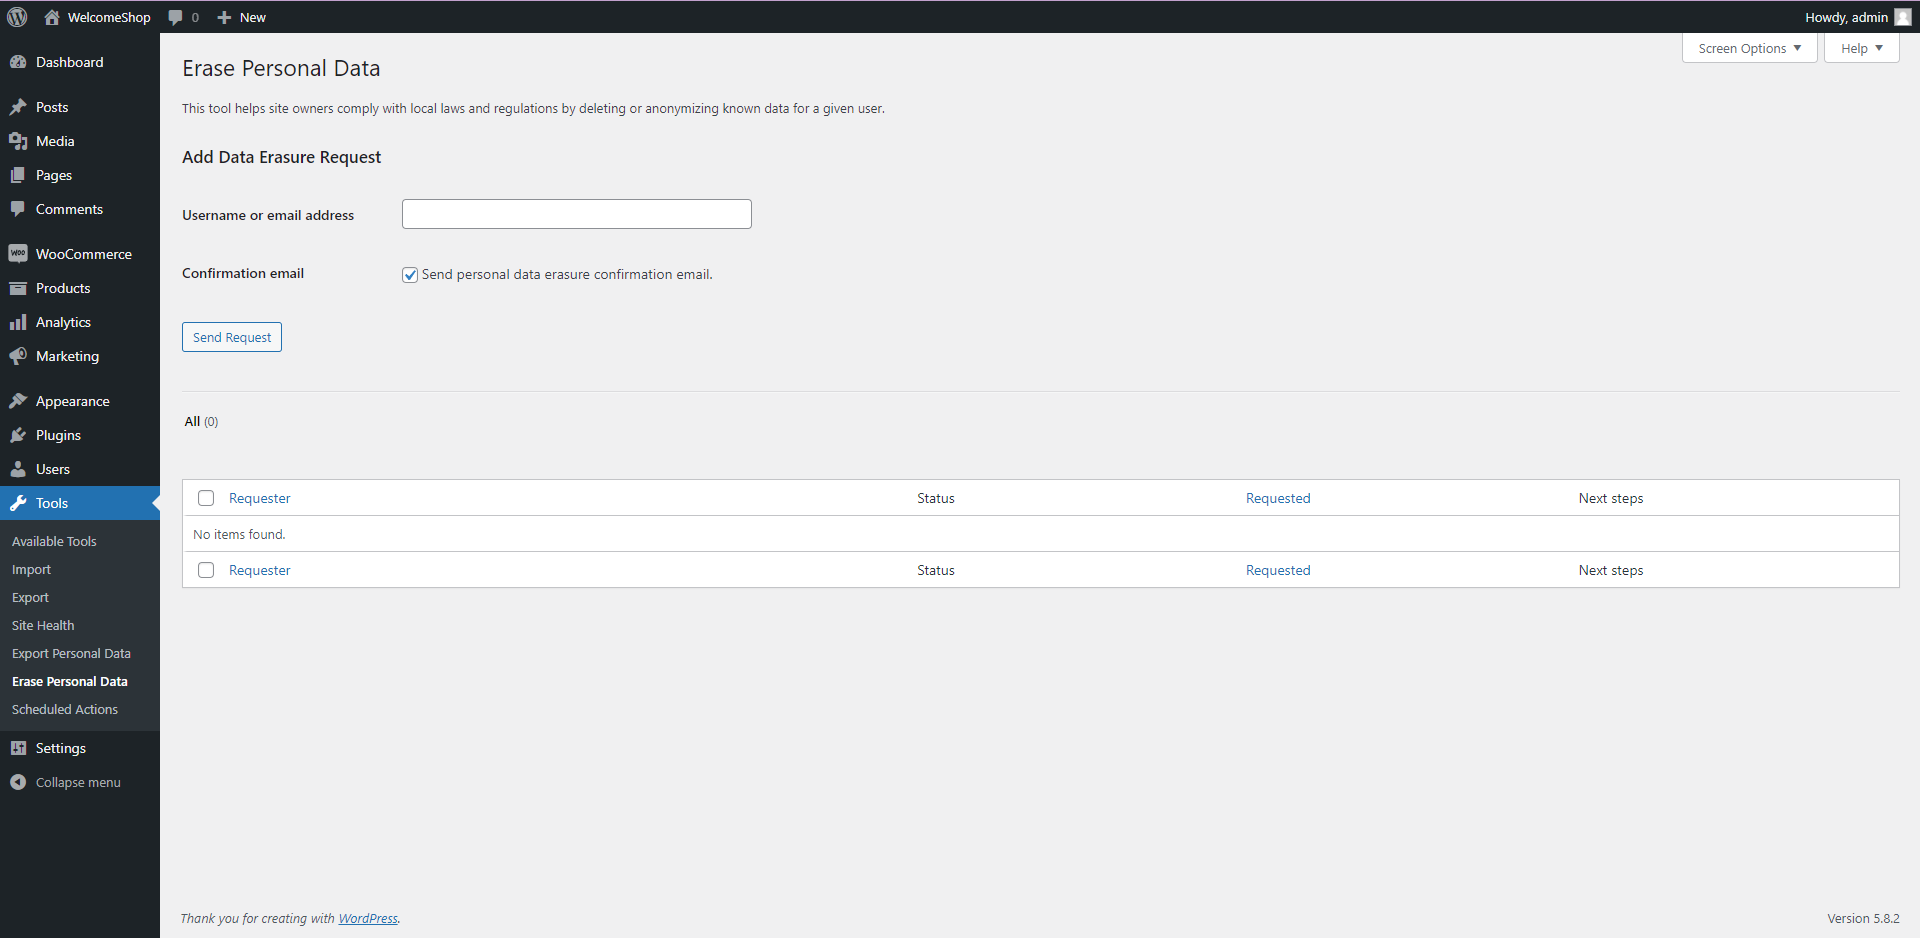 WelcomeShop 0 New Howdy, admin
Screen Options Help
Dashboard
Posts
Media
Pages
Comments
WooCommerce
Products
Analytics
Marketing
Appearance
Plugins
Users
Tools
Available Tools
Import
Export
Site Health
Export Personal Data
Erase Personal Data
Scheduled Actions
Settings
Collapse menu
Erase Personal Data
This tool helps site owners comply with local laws and regulations by deleting or anonymizing known data for a given user.
Add Data Erasure Request
Username or email address
Confirmation email Send personal data erasure confirmation email.
Send Request
All (0)
Requester Status Requested Next steps
No items found.
Requester Status Requested Next steps
Thank you for creating with WordPress. Version 5.8.2